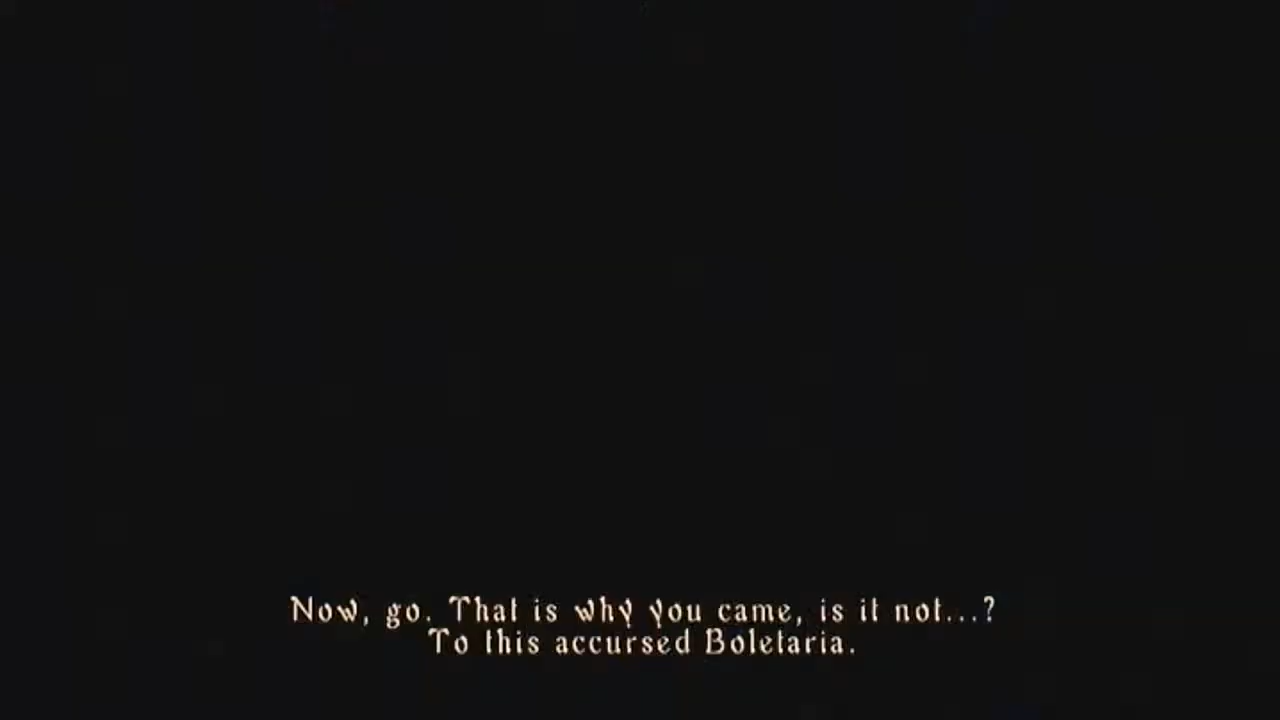 Now, go. That is why you came, is it not...?
To this accursed Boletaria.